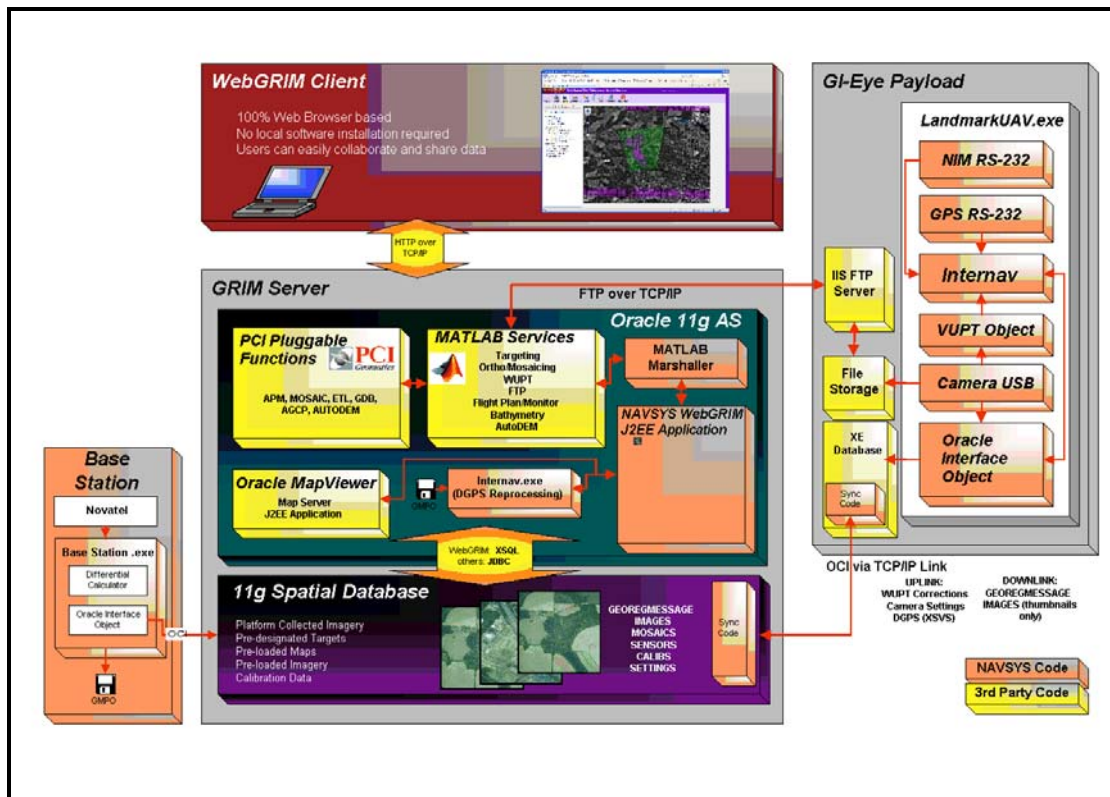 WebGRIM Client
100% Web Browser based
No local software installation required
Users can easily collaborate and share data
HTTP over
TCP/IP
GRIM Server
FTP over TCP/IP
Oracle 11g AS
PCI Pluggable
Functions
PCI
Geomatics
APM, MOSAIC, ETL, GDB,
AGCP, AUTODEM
MATLAB Services
Targeting
Ortho/Mosaicing
WUPT
FTP
Flight Plan/Monitor
Bathymetry
AutoDEM
MATLAB
Marshaller
NAVSYS WebGRIM
J2EE Application
Oracle MapViewer
Map Server
J2EE Application
GMPO
Internav.exe
(DGPS Reprocessing)
WebGRIM: XSQL
others: JDBC
11g Spatial Database
Platform Collected Imagery
Pre-designated Targets
Pre-loaded Maps
Pre-loaded Imagery
Calibration Data
GEOREGMESSAGE
IMAGES
MOSAICS
SENSORS
CALIBS
SETTINGS
Sync
Code
Base
Station
Novatel
Base Station .exe
Differential
Calculator
Oracle Interface
Object
OCI
GMPO
GI-Eye Payload
LandmarkUAV.exe
NIM RS-232
GPS RS-232
Internav
VUPT Object
Camera USB
Oracle
Interface
Object
IIS FTP
Server
File
Storage
XE
Database
Sync
Code
OCI via TCP/IP Link
UPLINK:
WUPT Corrections
Camera Settings
DGPS (XSVS)
DOWNLINK:
GEOREGMESSAGE
IMAGES (thumbnails
only)
NAVSYS Code
3rd Party Code